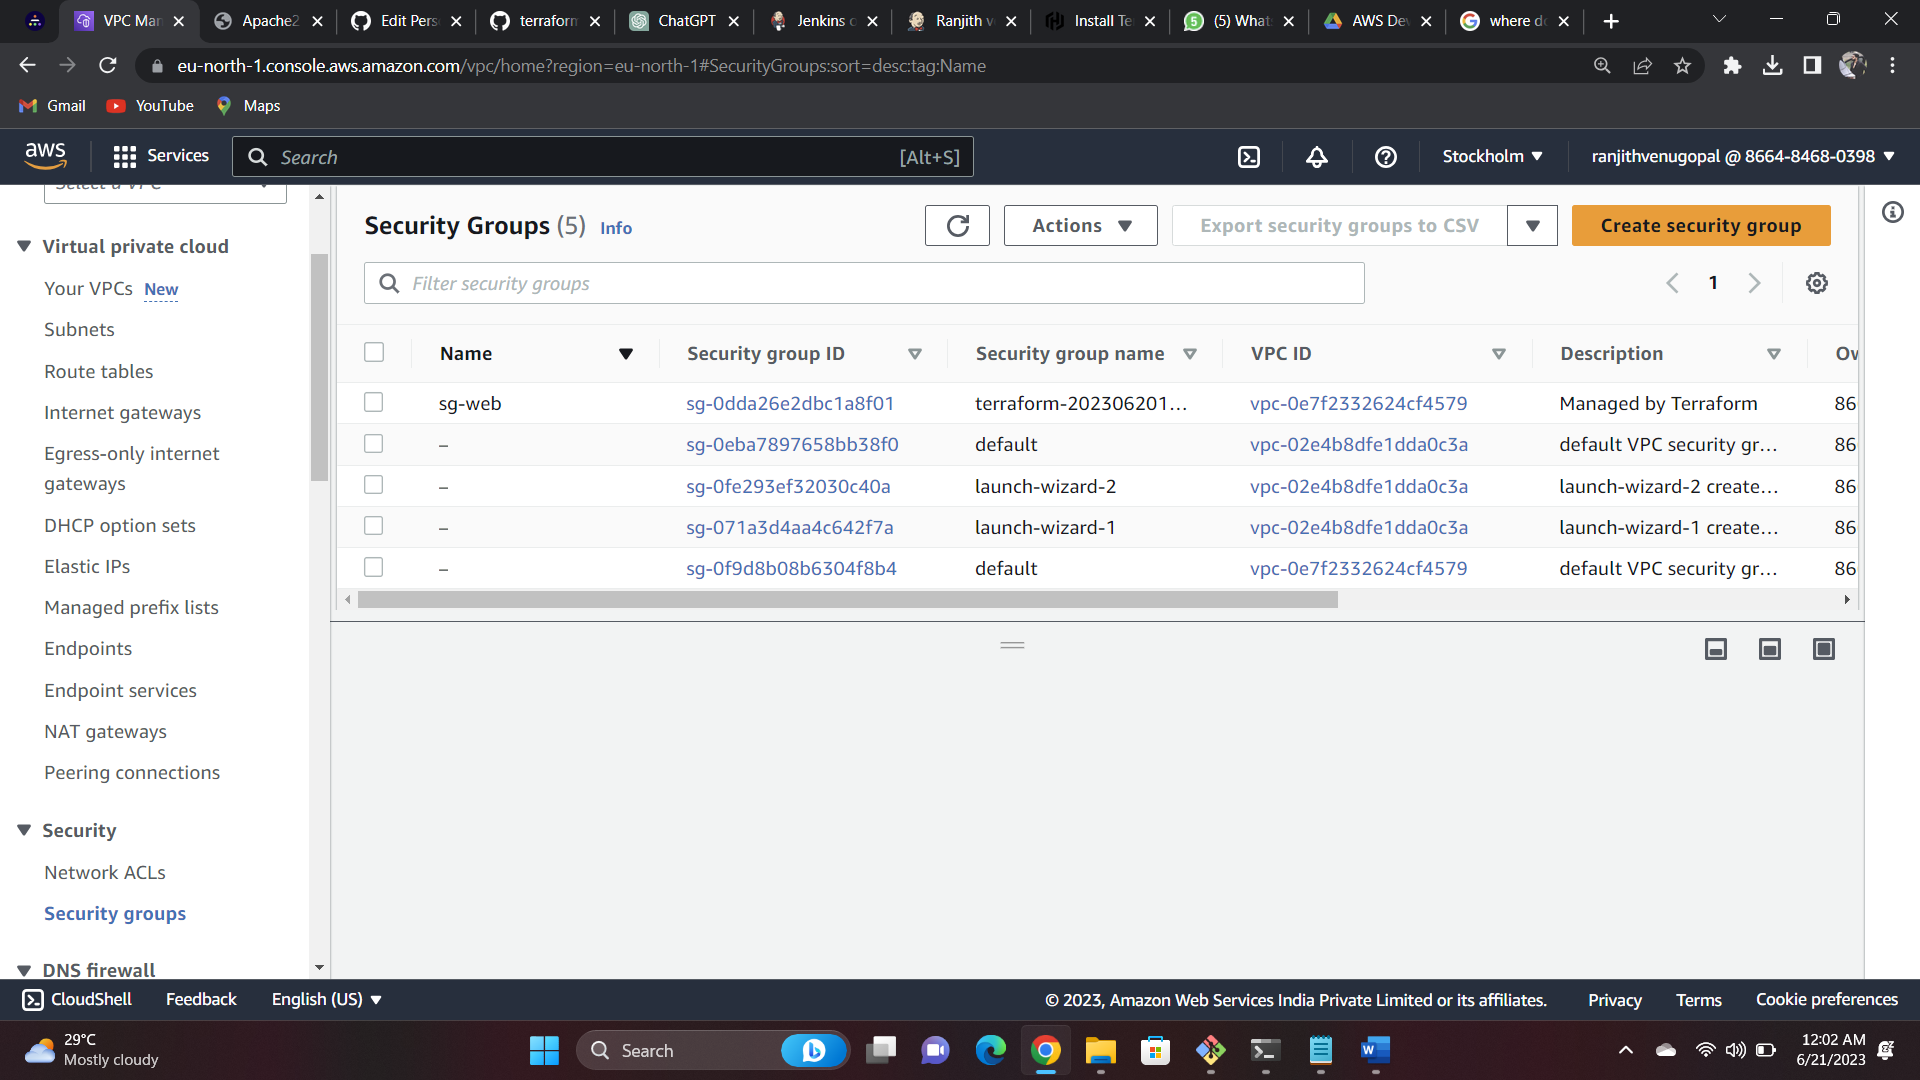 VPC Man
Apache2
Edit Pers
terraform
ChatGPT
Jenkins o
Ranjith v
Install Te
(5) Whats
AWS Dev
where do
eu-north-1.console.aws.amazon.com/vpc/home?region=eu-north-1#SecurityGroups:sort=desc:tag:Name
Gmail
YouTube
Maps
aws
Services
Search
[Alt+S]
Stockholm
ranjithvenugopal @ 8664-8468-0398
Select a VPC
Virtual private cloud
Your VPCs New
Subnets
Route tables
Internet gateways
Egress-only internet
gateways
DHCP option sets
Elastic IPs
Managed prefix lists
Endpoints
Endpoint services
NAT gateways
Peering connections
Security
Network ACLs
Security groups
DNS firewall
Security Groups (5) Info
Actions
Export security groups to CSV
Create security group
Filter security groups
1
Name Security group ID Security group name VPC ID Description Ow
sg-web sg-0dda26e2dbc1a8f01 terraform-202306201... vpc-0e7f2332624cf4579 Managed by Terraform 86
– sg-0eba7897658bb38f0 default vpc-02e4b8dfe1dda0c3a default VPC security gr... 86
– sg-0fe293ef32030c40a launch-wizard-2 vpc-02e4b8dfe1dda0c3a launch-wizard-2 create... 86
– sg-071a3d4aa4c642f7a launch-wizard-1 vpc-02e4b8dfe1dda0c3a launch-wizard-1 create... 86
– sg-0f9d8b08b6304f8b4 default vpc-0e7f2332624cf4579 default VPC security gr... 86
CloudShell
Feedback
English (US)
© 2023, Amazon Web Services India Private Limited or its affiliates.
Privacy
Terms
Cookie preferences
29°C
Mostly cloudy
Search
12:02 AM
6/21/2023